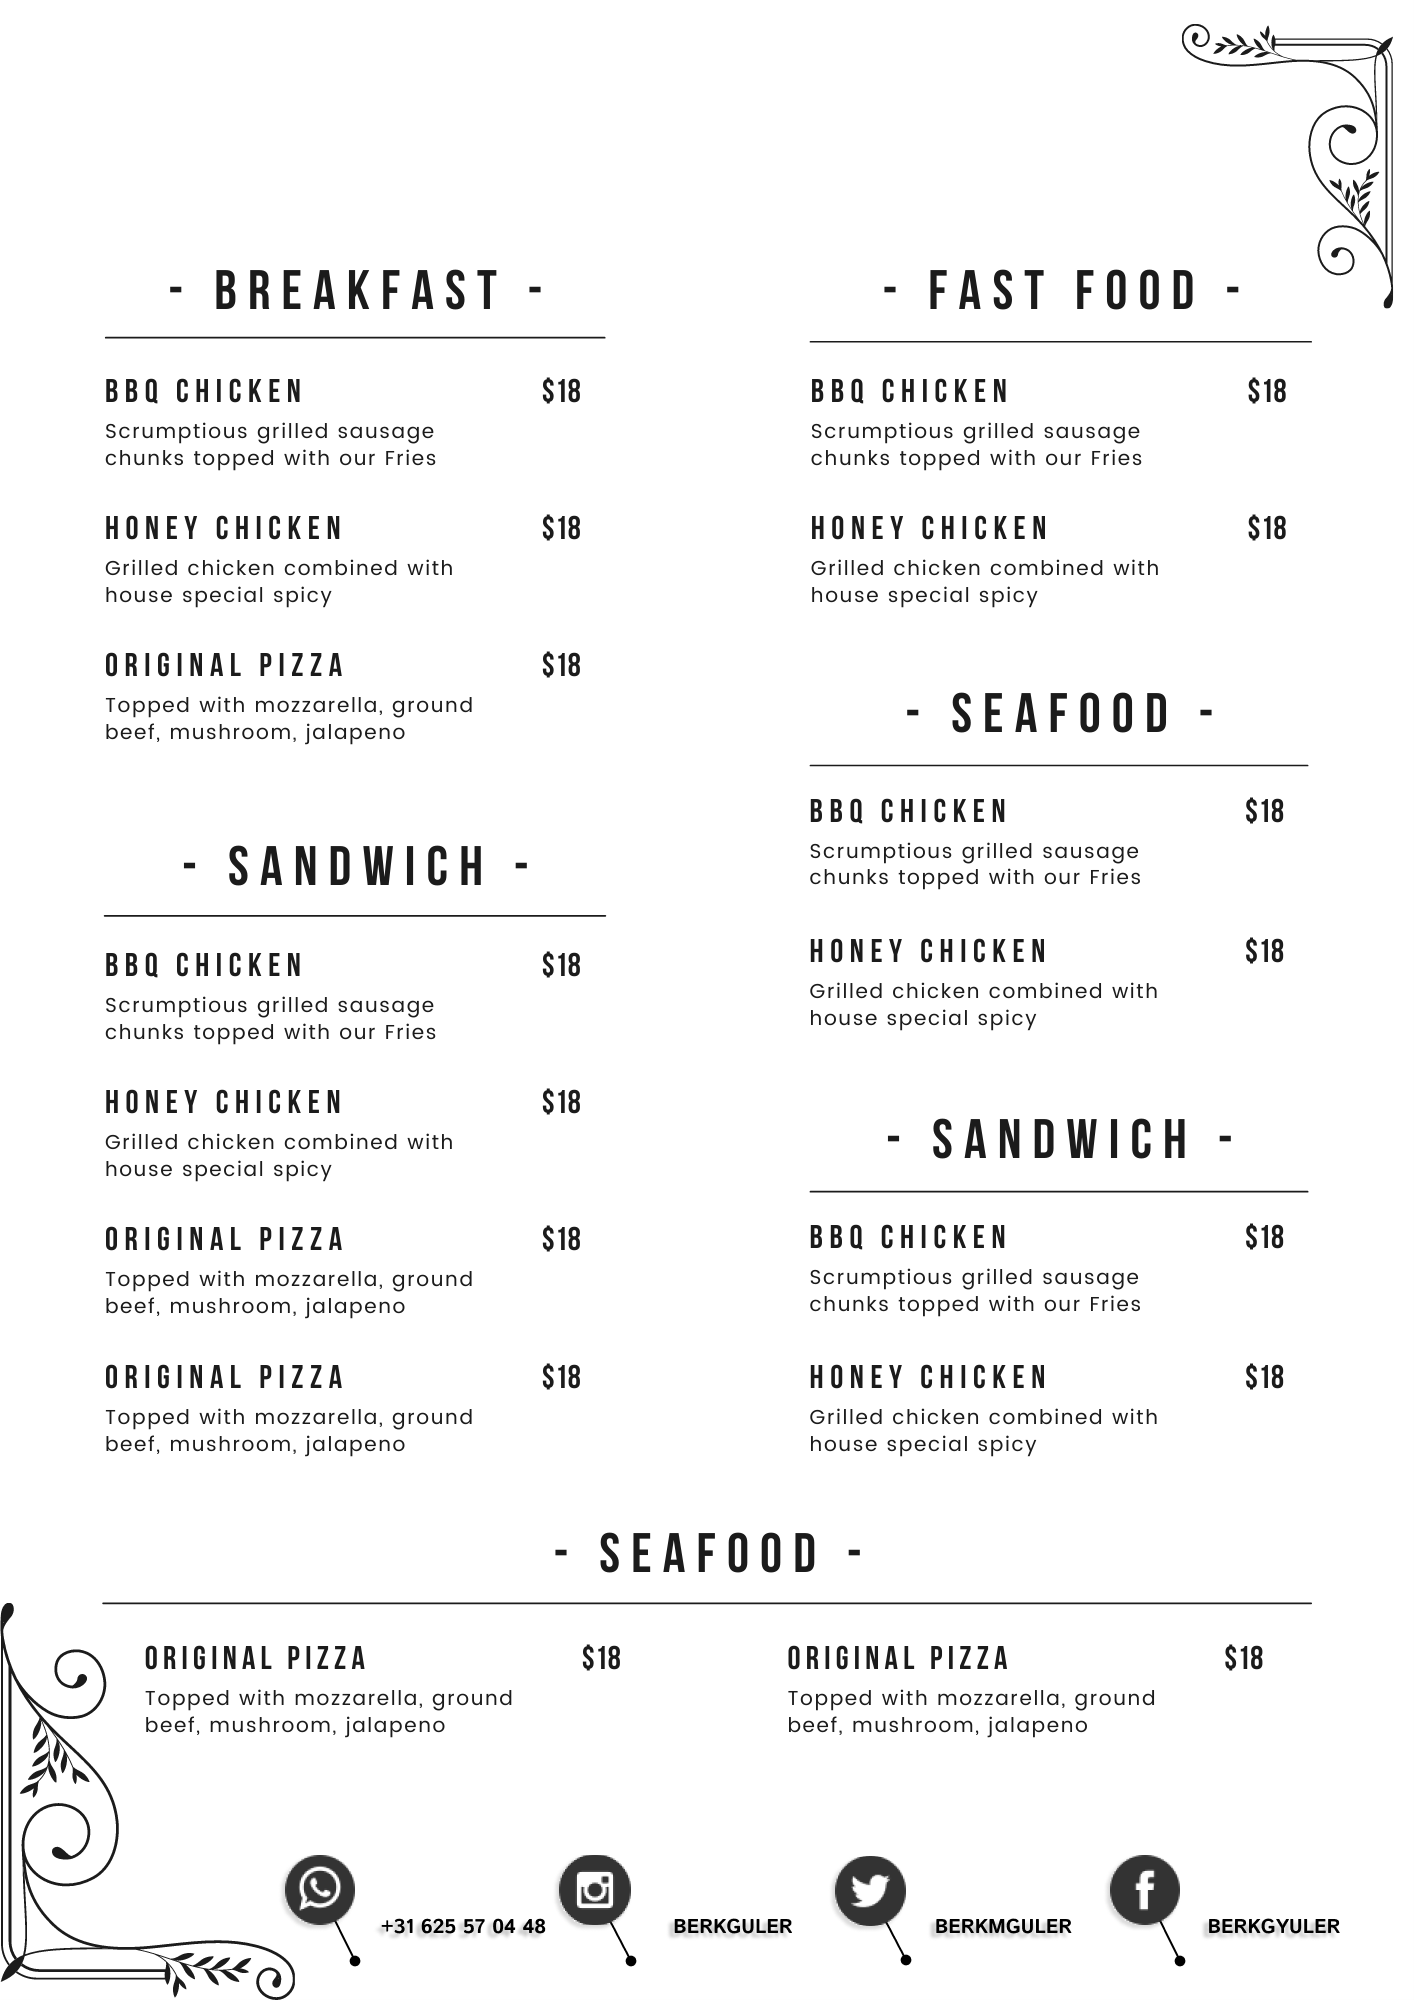 - BREAKFAST -
BBQ CHICKEN $18
Scrumptious grilled sausage
chunks topped with our Fries
HONEY CHICKEN $18
Grilled chicken combined with
house special spicy
ORIGINAL PIZZA $18
Topped with mozzarella, ground
beef, mushroom, jalapeno
- SANDWICH -
BBQ CHICKEN $18
Scrumptious grilled sausage
chunks topped with our Fries
HONEY CHICKEN $18
Grilled chicken combined with
house special spicy
ORIGINAL PIZZA $18
Topped with mozzarella, ground
beef, mushroom, jalapeno
ORIGINAL PIZZA $18
Topped with mozzarella, ground
beef, mushroom, jalapeno
- FAST FOOD -
BBQ CHICKEN $18
Scrumptious grilled sausage
chunks topped with our Fries
HONEY CHICKEN $18
Grilled chicken combined with
house special spicy
- SEAFOOD -
BBQ CHICKEN $18
Scrumptious grilled sausage
chunks topped with our Fries
HONEY CHICKEN $18
Grilled chicken combined with
house special spicy
- SANDWICH -
BBQ CHICKEN $18
Scrumptious grilled sausage
chunks topped with our Fries
HONEY CHICKEN $18
Grilled chicken combined with
house special spicy
- SEAFOOD -
ORIGINAL PIZZA $18
Topped with mozzarella, ground
beef, mushroom, jalapeno
ORIGINAL PIZZA $18
Topped with mozzarella, ground
beef, mushroom, jalapeno
+31 625 57 04 48 BERKGULER BERKMGULER BERKGYULER